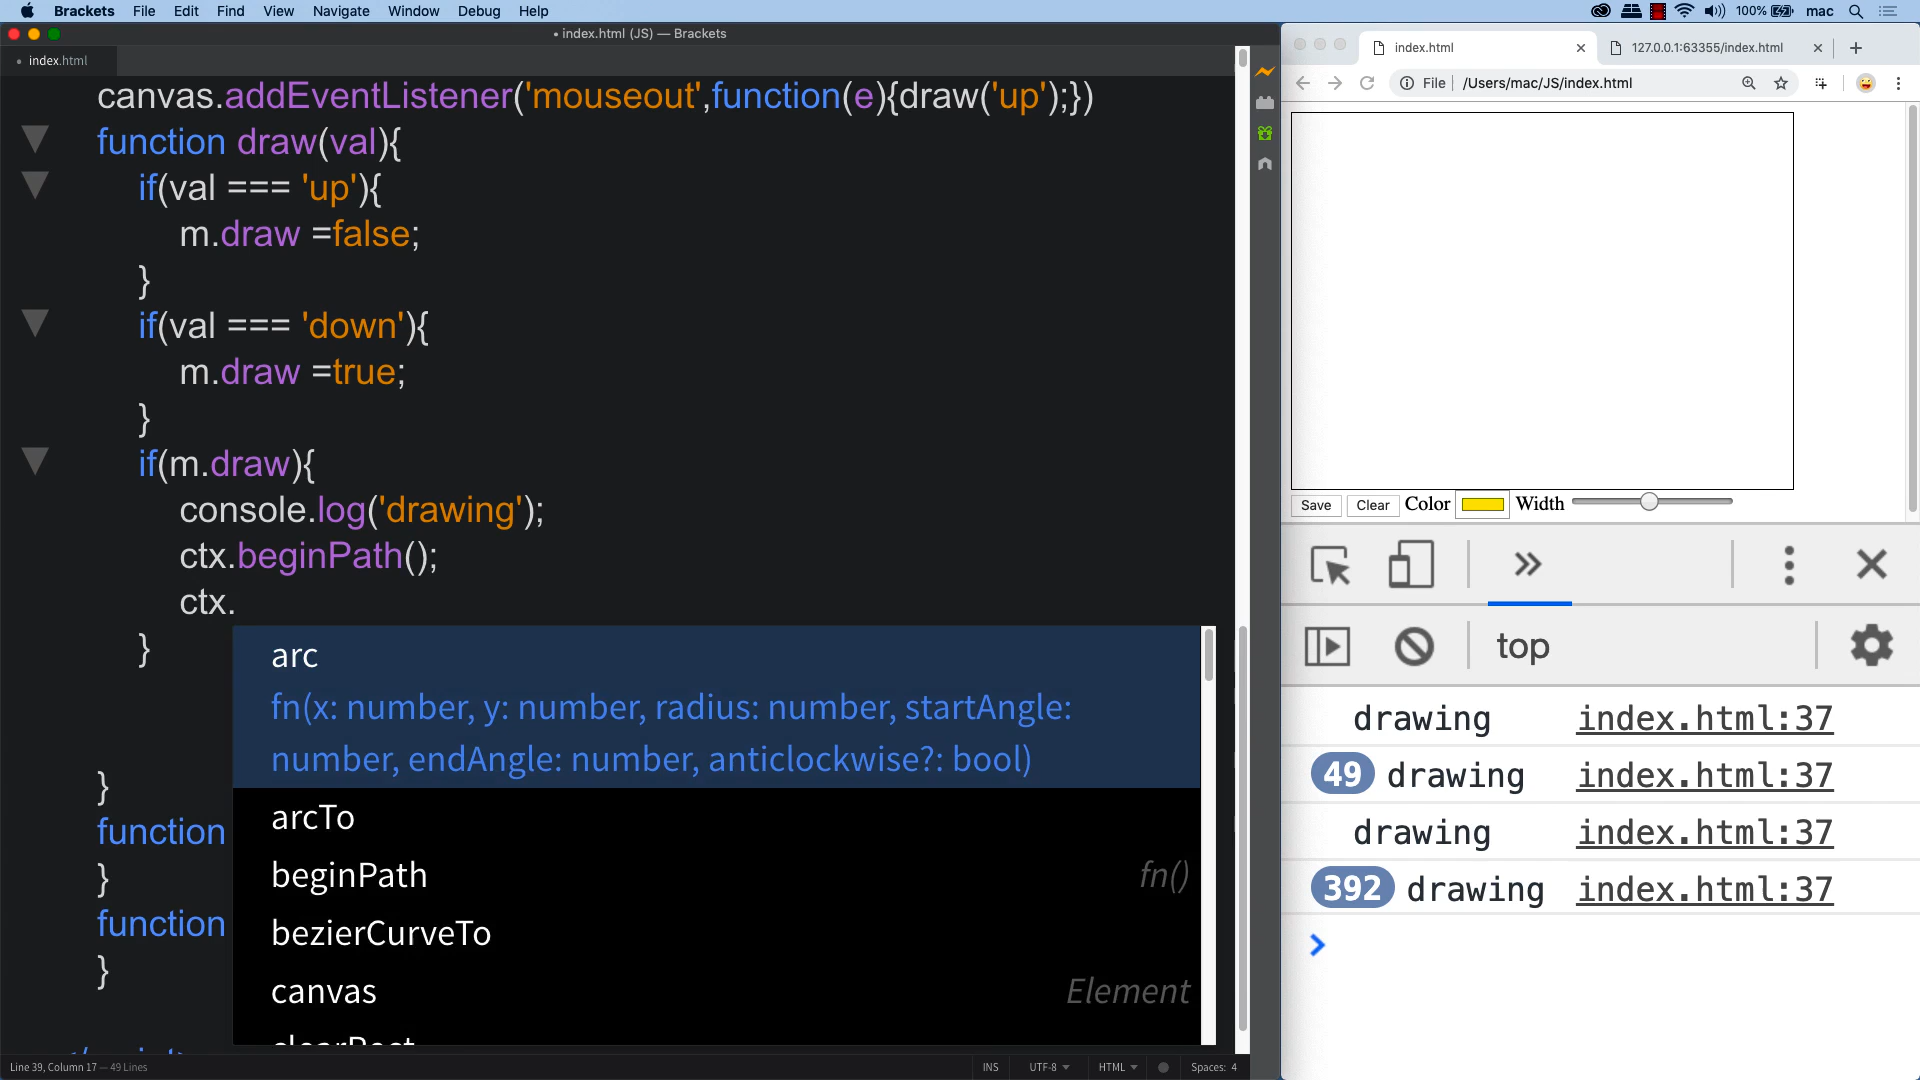 Brackets File Edit Find View Navigate Window Debug Help 100% mac
• index.html (JS) — Brackets
• index.html
canvas.addEventListener('mouseout',function(e){draw('up');})
function draw(val){
if(val === 'up'){
m.draw =false;
}
if(val === 'down'){
m.draw =true;
}
if(m.draw){
console.log('drawing');
ctx.beginPath();
ctx.
}
}
function
}
function
}
arc
fn(x: number, y: number, radius: number, startAngle:
number, endAngle: number, anticlockwise?: bool)
arcTo
beginPath fn()
bezierCurveTo
canvas Element
clearRect
Line 39, Column 17 — 49 Lines
INS UTF-8 HTML Spaces: 4
index.html 127.0.0.1:63355/index.html
File /Users/mac/JS/index.html
Save Clear Color Width
top
drawing index.html:37
49 drawing index.html:37
drawing index.html:37
392 drawing index.html:37